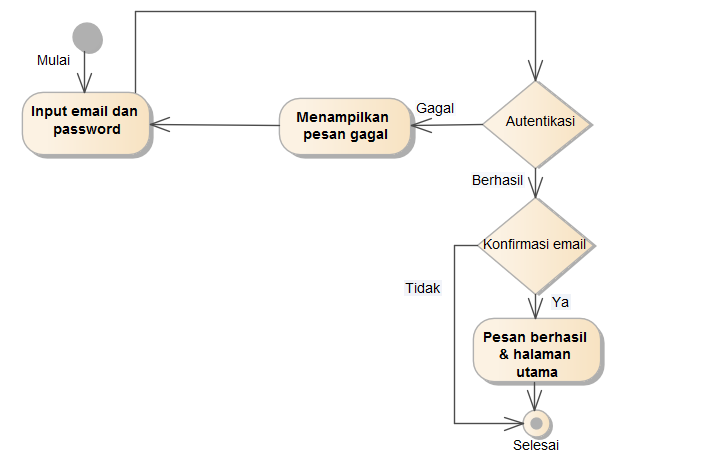 Mulai
Input email dan
password
Menampilkan
pesan gagal
Gagal
Autentikasi
Berhasil
Konfirmasi email
Tidak
Ya
Pesan berhasil
& halaman
utama
Selesai